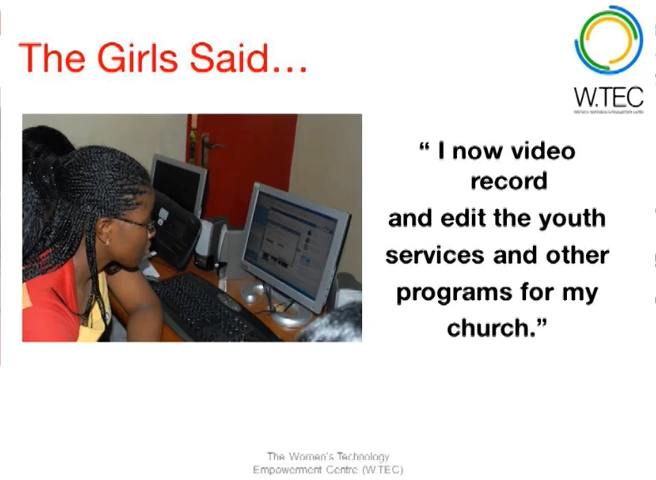 The Girls Said...
W.TEC
“ I now video
record
and edit the youth
services and other
programs for my
church.”
The Women's Technology
Empowerment Centre (W.TEC)